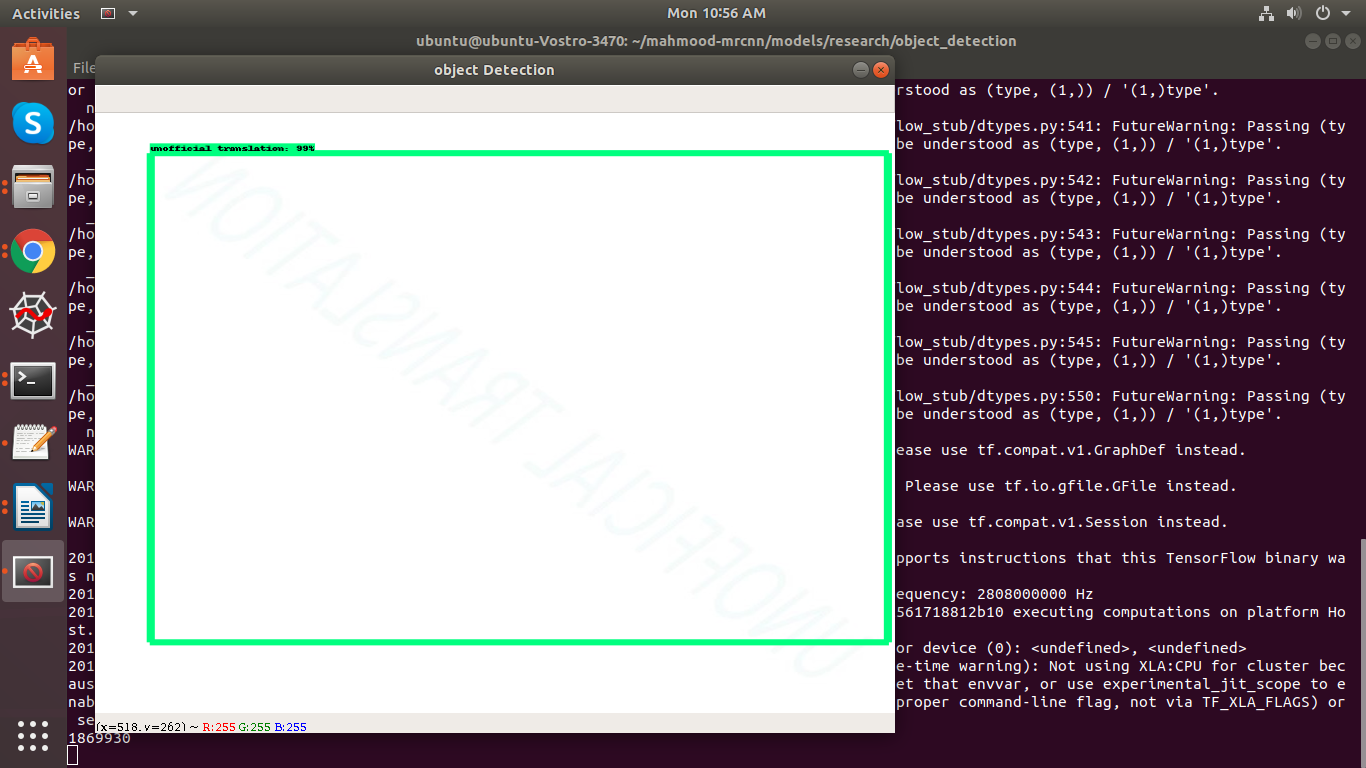 Activities
Mon 10:56 AM
ubuntu@ubuntu-Vostro-3470: ~/mahmood-mrcnn/models/research/object_detection
File
object Detection
or rstood as (type, (1,)) / '(1,)type'.
n
/ho low_stub/dtypes.py:541: FutureWarning: Passing (ty
pe, be understood as (type, (1,)) / '(1,)type'.
_
/ho low_stub/dtypes.py:542: FutureWarning: Passing (ty
pe, be understood as (type, (1,)) / '(1,)type'.
_
/ho low_stub/dtypes.py:543: FutureWarning: Passing (ty
pe, be understood as (type, (1,)) / '(1,)type'.
_
/ho low_stub/dtypes.py:544: FutureWarning: Passing (ty
pe, be understood as (type, (1,)) / '(1,)type'.
_
/ho low_stub/dtypes.py:545: FutureWarning: Passing (ty
pe, be understood as (type, (1,)) / '(1,)type'.
_
/ho low_stub/dtypes.py:550: FutureWarning: Passing (ty
pe, be understood as (type, (1,)) / '(1,)type'.
n
WAR ease use tf.compat.v1.GraphDef instead.
WAR Please use tf.io.gfile.GFile instead.
WAR ase use tf.compat.v1.Session instead.
201 pports instructions that this TensorFlow binary wa
s n
201 equency: 2808000000 Hz
201 561718812b10 executing computations on platform Ho
st.
201 or device (0): <undefined>, <undefined>
201 e-time warning): Not using XLA:CPU for cluster bec
aus et that envvar, or use experimental_jit_scope to e
nab proper command-line flag, not via TF_XLA_FLAGS) or
se
1869930
unofficial translation: 99%
UNOFFICIAL TRANSLATION
(x=518, y=262) ~ R:255 G:255 B:255